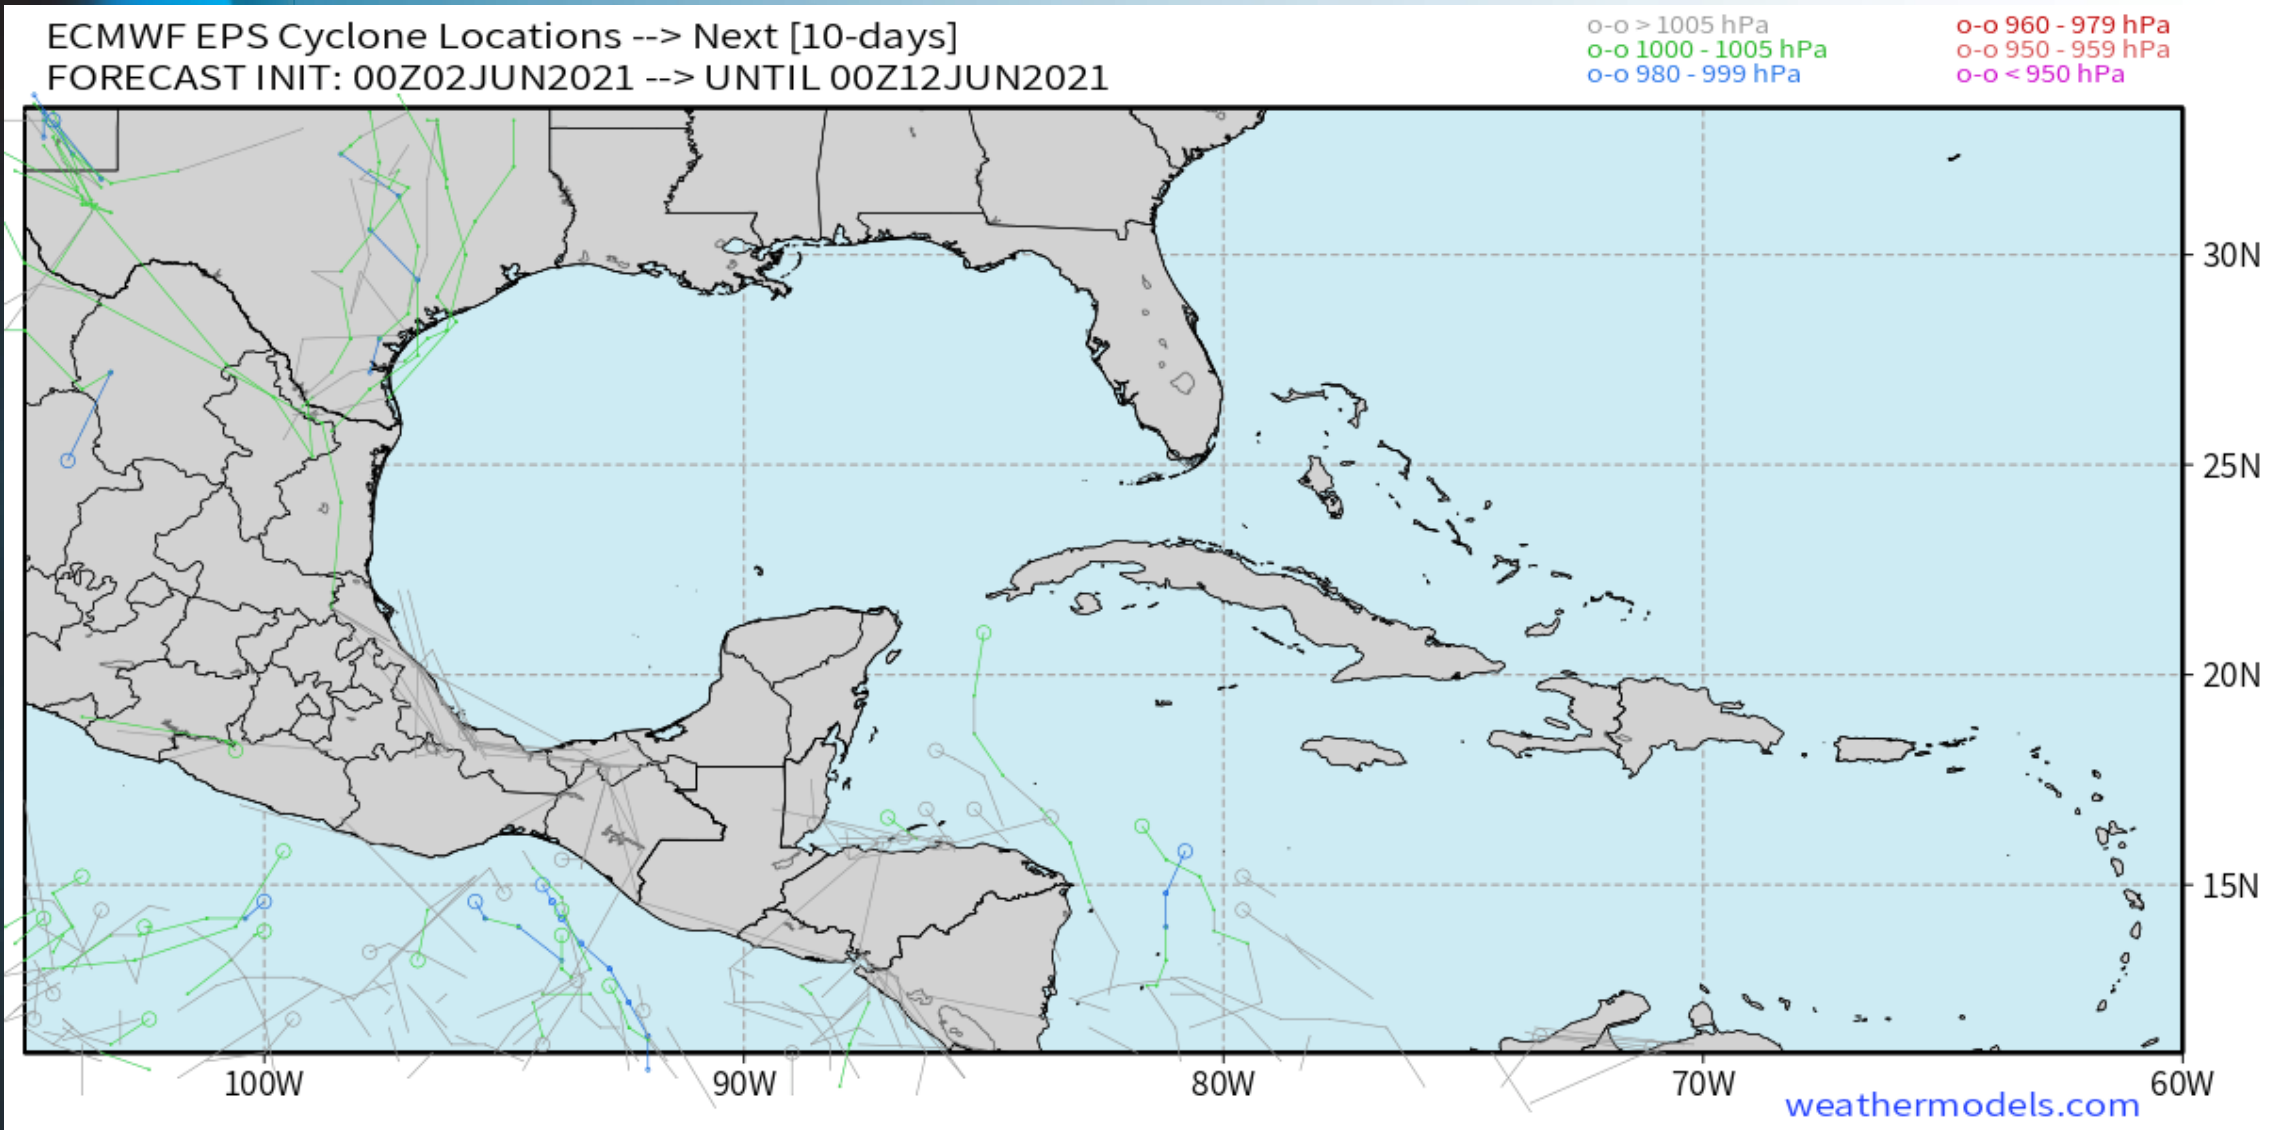 ECMWF EPS Cyclone Locations --> Next [10-days]
FORECAST INIT: 00Z02JUN2021 --> UNTIL 00Z12JUN2021
o-o > 1005 hPa
o-o 1000 - 1005 hPa
o-o 980 - 999 hPa
o-o 960 - 979 hPa
o-o 950 - 959 hPa
o-o < 950 hPa
30N
25N
20N
15N
100W 90W 80W 70W 60W
weathermodels.com